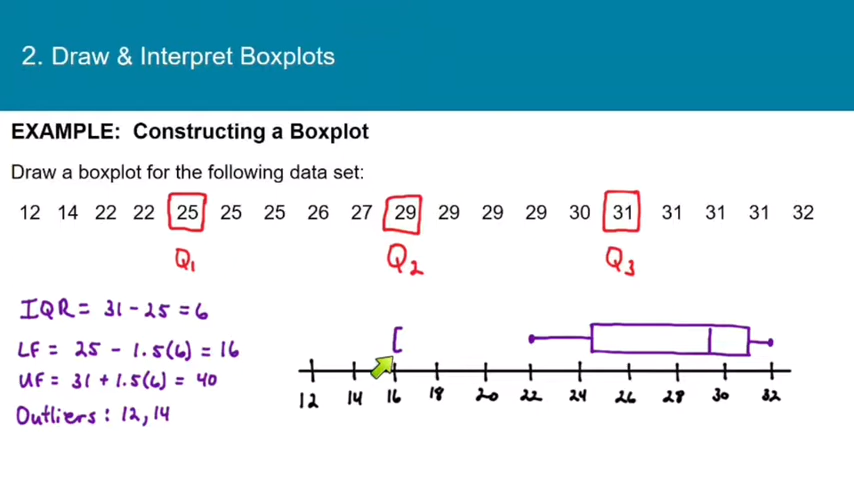 2. Draw & Interpret Boxplots
EXAMPLE: Constructing a Boxplot
Draw a boxplot for the following data set:
12 14 22 22 25 25 25 26 27 29 29 29 29 30 31 31 31 31 32
Q1 Q2 Q3
IQR = 31 - 25 = 6
LF = 25 - 1.5(6) = 16
UF = 31 + 1.5(6) = 40
Outliers: 12, 14
[
12 14 16 18 20 22 24 26 28 30 32